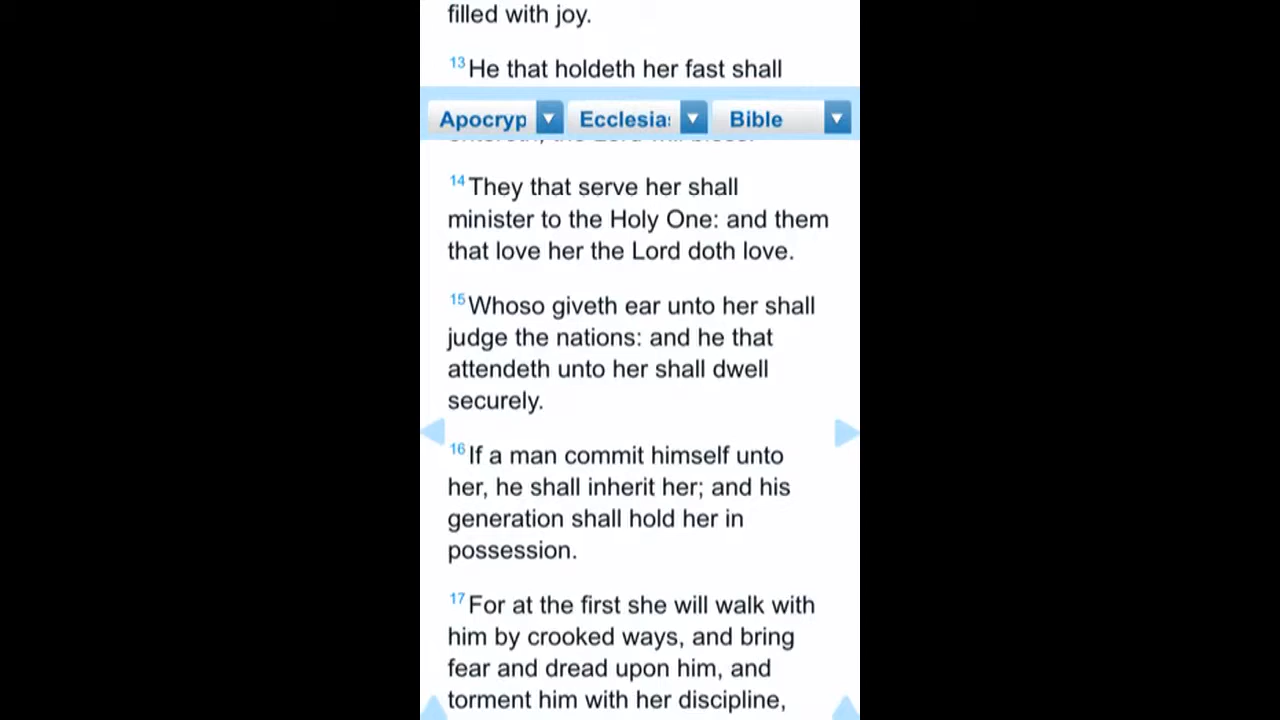 filled with joy.
13 He that holdeth her fast shall
Apocryp Ecclesia: Bible
14 They that serve her shall
minister to the Holy One: and them
that love her the Lord doth love.
15 Whoso giveth ear unto her shall
judge the nations: and he that
attendeth unto her shall dwell
securely.
16 If a man commit himself unto
her, he shall inherit her; and his
generation shall hold her in
possession.
17 For at the first she will walk with
him by crooked ways, and bring
fear and dread upon him, and
torment him with her discipline,